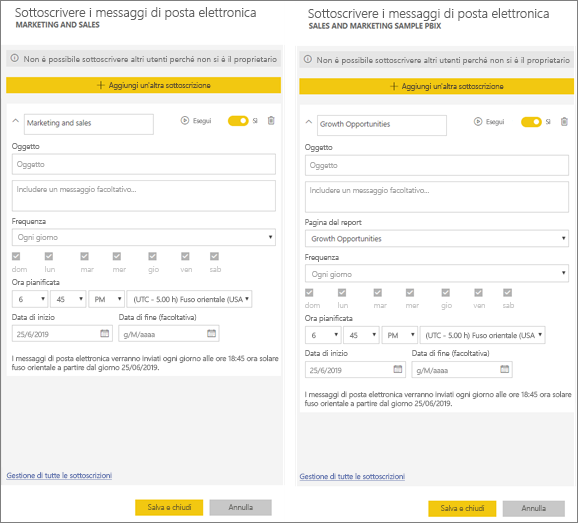 Sottoscrivere i messaggi di posta elettronica
MARKETING AND SALES
Non é possibile sottoscrivere altri utenti perché non si é il proprietario
+ Aggiungi un'altra sottoscrizione
Marketing and sales
Esegui
Sì
Oggetto
Oggetto
Includere un messaggio facoltativo...
Frequenza
Ogni giorno
dom lun mar mer gio ven sab
Ora pianificata
6 45 PM (UTC - 5.00 h) Fuso orientale (USA
Data di inizio Data di fine (facoltativa)
25/6/2019 g/M/aaaa
I messaggi di posta elettronica verranno inviati ogni giorno alle ore 18:45 ora solare
fuso orientale a partire dal giorno 25/06/2019.
Gestione di tutte le sottoscrizioni
Salva e chiudi Annulla
Sottoscrivere i messaggi di posta elettronica
SALES AND MARKETING SAMPLE PBIX
Non é possibile sottoscrivere altri utenti perché non si é il proprietario
+ Aggiungi un'altra sottoscrizione
Growth Opportunities
Esegui
Sì
Oggetto
Oggetto
Includere un messaggio facoltativo...
Pagina del report
Growth Opportunities
Frequenza
Ogni giorno
dom lun mar mer gio ven sab
Ora pianificata
6 45 PM (UTC - 5.00 h) Fuso orientale (USA
Data di inizio Data di fine (facoltativa)
25/6/2019 g/M/aaaa
I messaggi di posta elettronica verranno inviati ogni giorno alle ore 18:45 ora solare
fuso orientale a partire dal giorno 25/06/2019.
Gestione di tutte le sottoscrizioni
Salva e chiudi Annulla